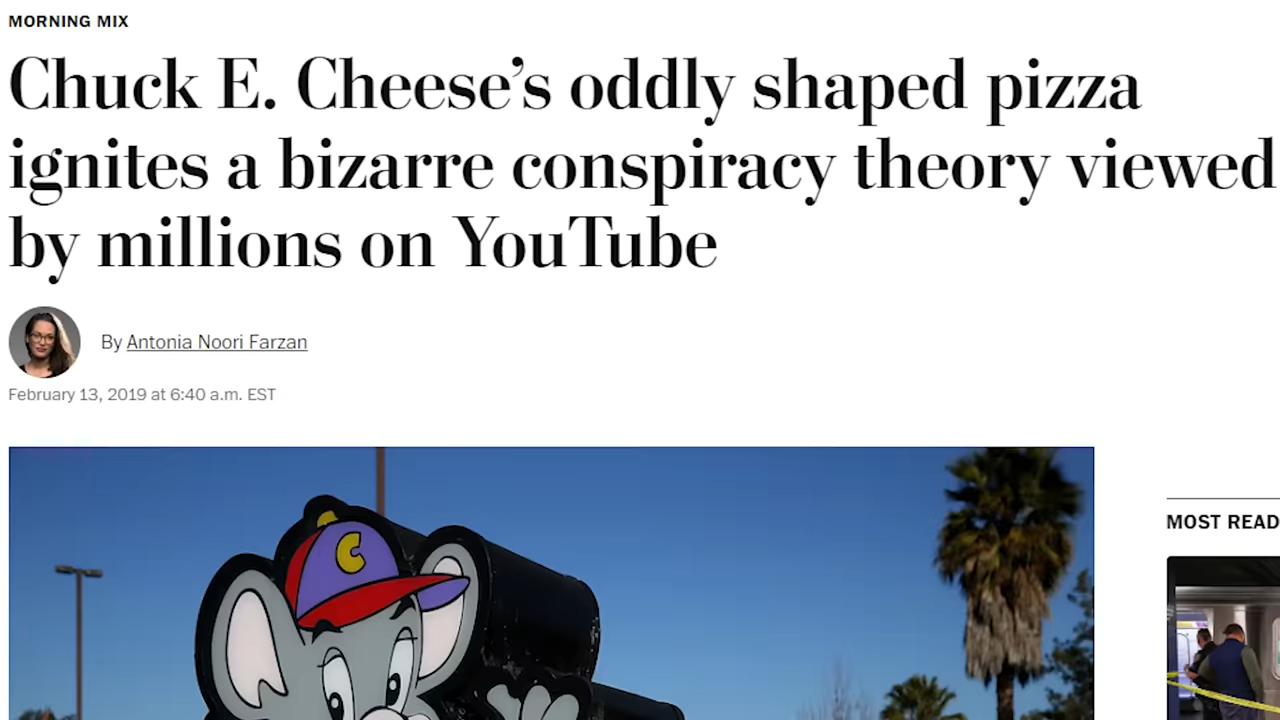 MORNING MIX
Chuck E. Cheese’s oddly shaped pizza
ignites a bizarre conspiracy theory viewed
by millions on YouTube
By Antonia Noori Farzan
February 13, 2019 at 6:40 a.m. EST
C
MOST READ